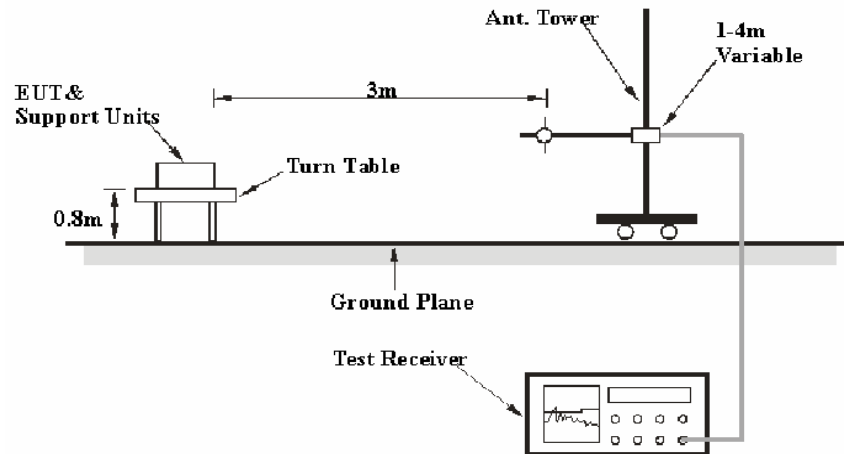 Ant. Tower
1-4m
Variable
EUT&
Support Units
3m
Turn Table
0.8m
Ground Plane
Test Receiver